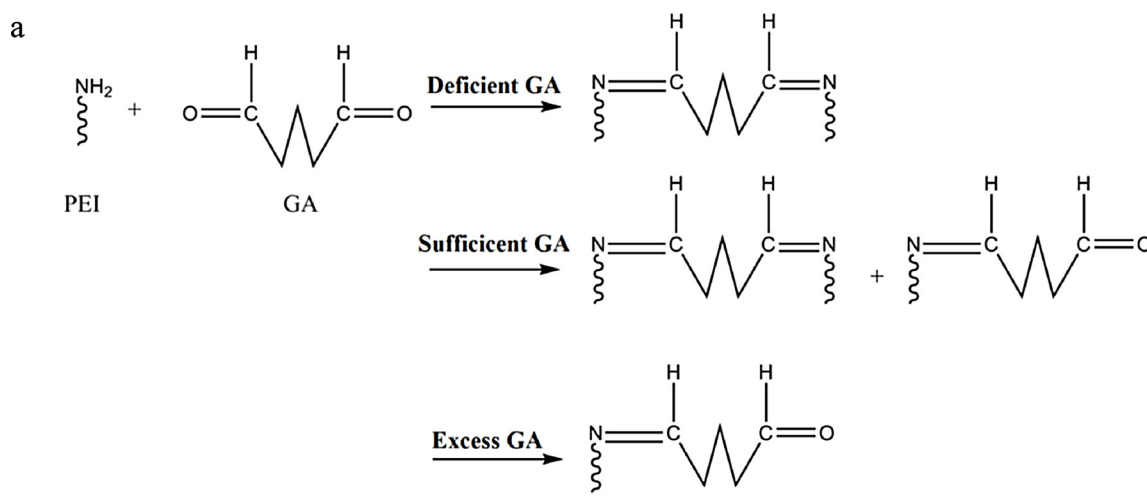 a
NH2 + O C H C H O
PEI GA
Deficient GA
N C H C H N
Sufficicent GA
N C H C H N + N C H C H O
Excess GA
N C H C H O